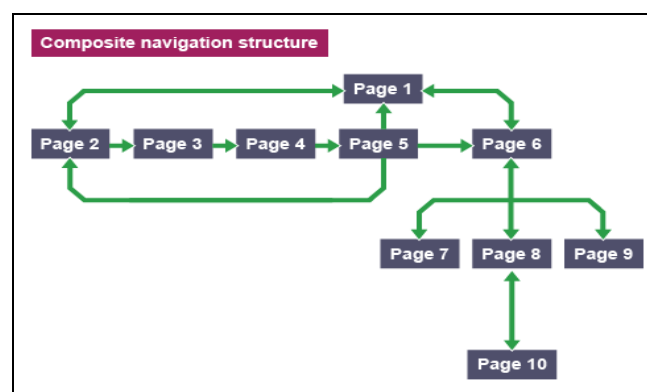 Composite navigation structure
Page 1
Page 2
Page 3
Page 4
Page 5
Page 6
Page 7
Page 8
Page 9
Page 10